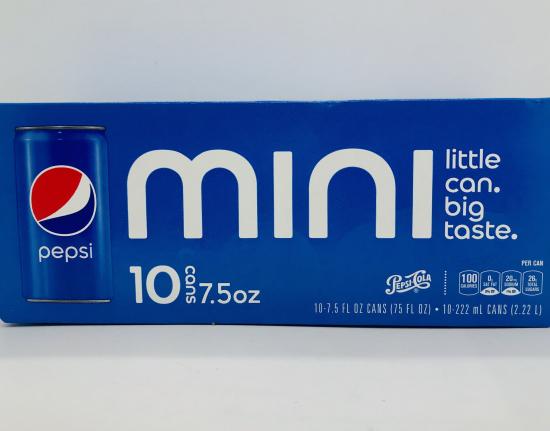 pepsi
mini
little
can.
big
taste.
10 cans 7.5oz
Pepsi-Cola
PER CAN
100 CALORIES
0g SAT FAT 0% DV
20mg SODIUM 1% DV
26g TOTAL SUGARS
10-7.5 FL OZ CANS (75 FL OZ) • 10-222 mL CANS (2.22 L)